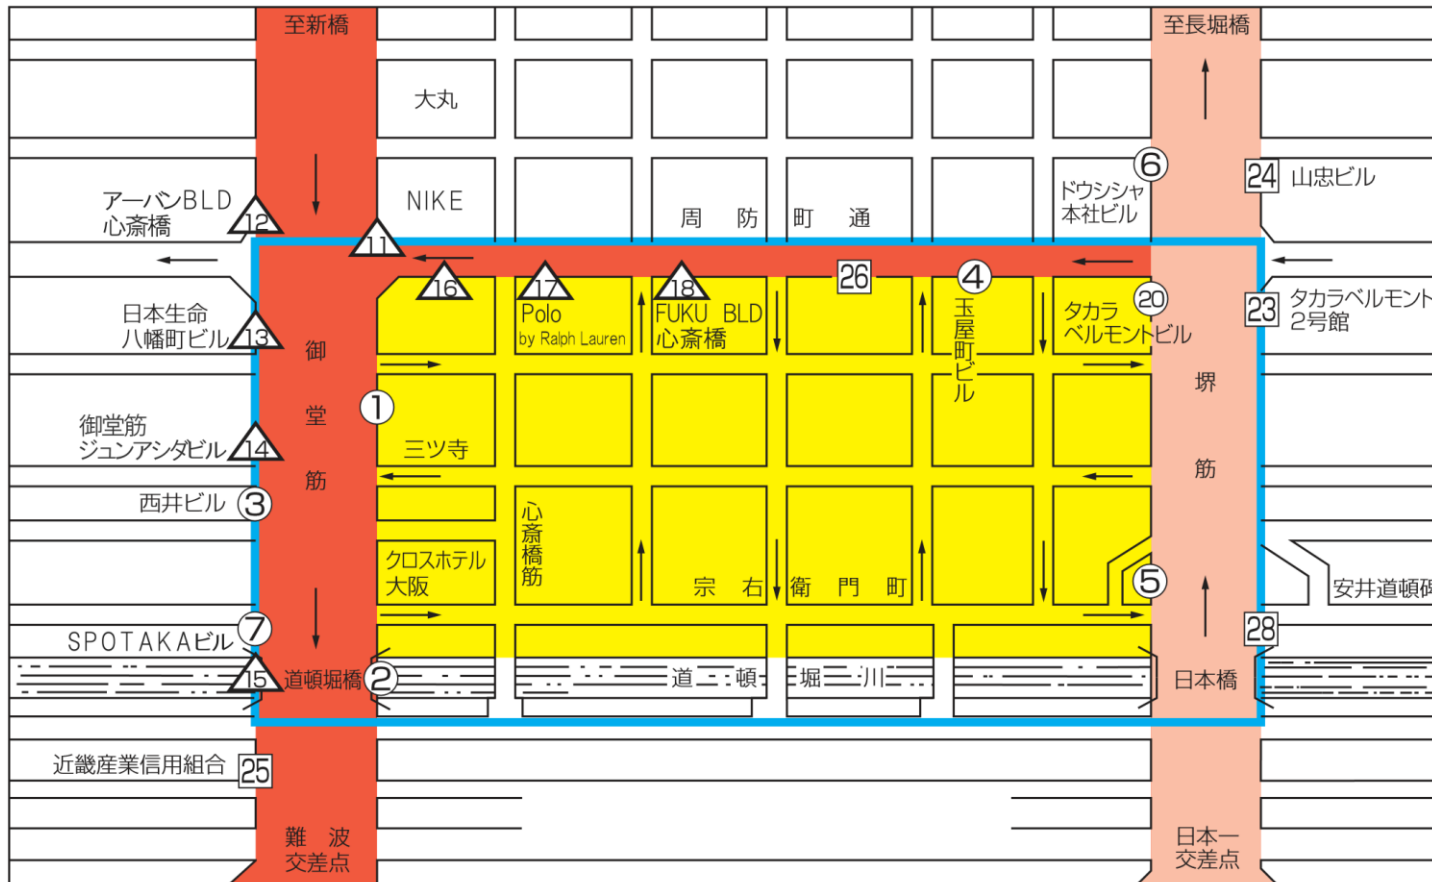 至新橋
至長堀橋
大丸
6
アーバンBLD
心斎橋
12
NIKE
11
周防町通
ドウシシャ
本社ビル
24
山忠ビル
16
17
18
26
4
20
23
日本生命
八幡町ビル
13
Polo
by Ralph Lauren
FUKU BLD
心斎橋
玉屋町ビル
タカラ
ベルモントビル
タカラベルモント
2号館
御堂筋
1
堺筋
御堂筋
ジュンアシダビル
14
三ツ寺
西井ビル
3
心斎橋筋
クロスホテル
大阪
宗右衛門町
5
安井道頓碑
SPOTAKAビル
7
28
15
道頓堀橋
2
道頓堀川
日本橋
近畿産業信用組合
25
難波
交差点
日本一
交差点